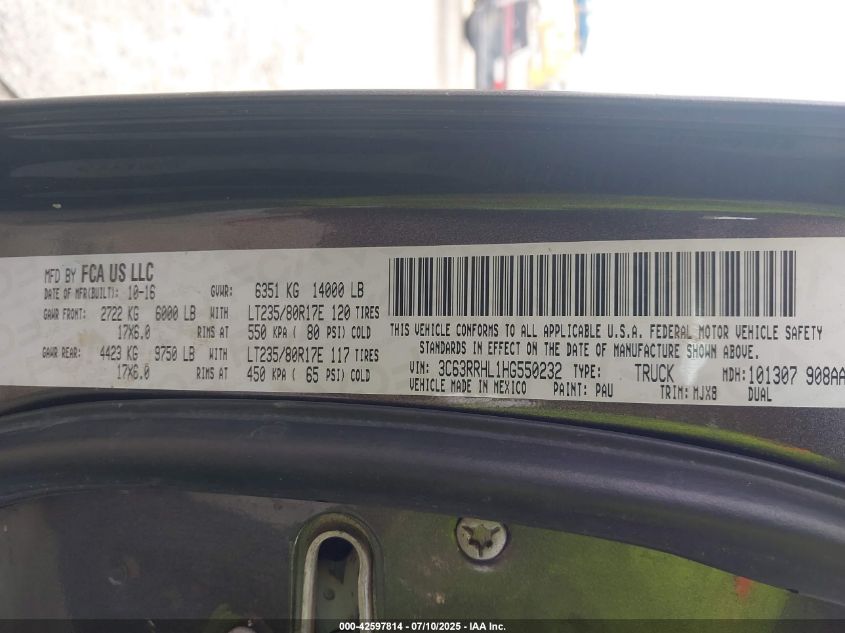 MFD BY FCA US LLC
DATE OF MFR(BUILT): 10-16 GVWR: 6351 KG 14000 LB
GAWR FRONT: 2722 KG 6000 LB WITH LT235/80R17E 120 TIRES
17X6.0 RIMS AT 550 KPA ( 80 PSI) COLD
GAWR REAR: 4423 KG 9750 LB WITH LT235/80R17E 117 TIRES
17X6.0 RIMS AT 450 KPA ( 65 PSI) COLD
THIS VEHICLE CONFORMS TO ALL APPLICABLE U.S.A. FEDERAL MOTOR VEHICLE SAFETY
STANDARDS IN EFFECT ON THE DATE OF MANUFACTURE SHOWN ABOVE.
VIN: 3C63RRHL1HG550232 TYPE: TRUCK MDH: 101307 908AA
VEHICLE MADE IN MEXICO PAINT: PAU TRIM: MJX8 DUAL
000-42597814 - 07/10/2025 - IAA Inc.